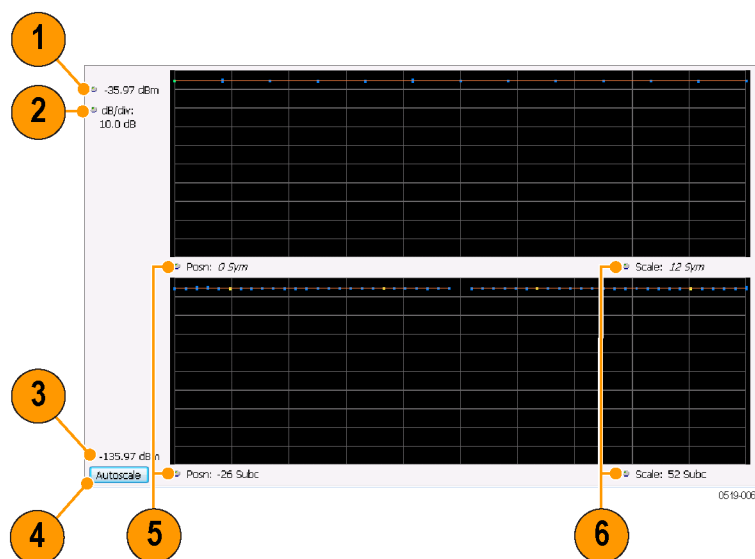 1
-35.97 dBm
2
dB/div:
10.0 dB
Posn: 0 Sym
Scale: 12 Sym
3
-135.97 dBm
Autoscale
Posn: -26 Subc
Scale: 52 Subc
0519-006
4
5
6